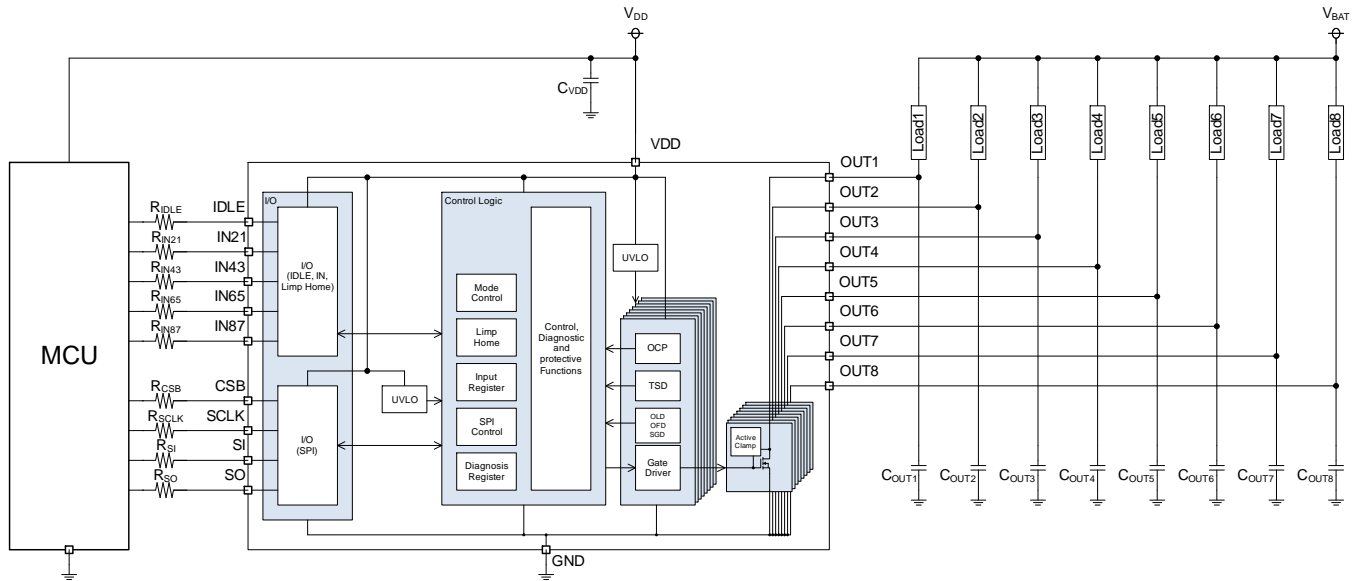 VDD
VBAT
CVDD
VDD
MCU
RIDLE
RIN21
RIN43
RIN65
RIN87
RCSB
RSCLK
RSI
RSO
IDLE
IN21
IN43
IN65
IN87
CSB
SCLK
SI
SO
I/O
I/O
(IDLE, IN,
Limp Home)
I/O
(SPI)
UVLO
Control Logic
Mode
Control
Limp
Home
Input
Register
SPI
Control
Diagnosis
Register
Control,
Diagnostic
and
protective
Functions
UVLO
OCP
TSD
OLD
OFD
SGD
Gate
Driver
Active
Clamp
GND
OUT1
OUT2
OUT3
OUT4
OUT5
OUT6
OUT7
OUT8
Load1
Load2
Load3
Load4
Load5
Load6
Load7
Load8
COUT1
COUT2
COUT3
COUT4
COUT5
COUT6
COUT7
COUT8